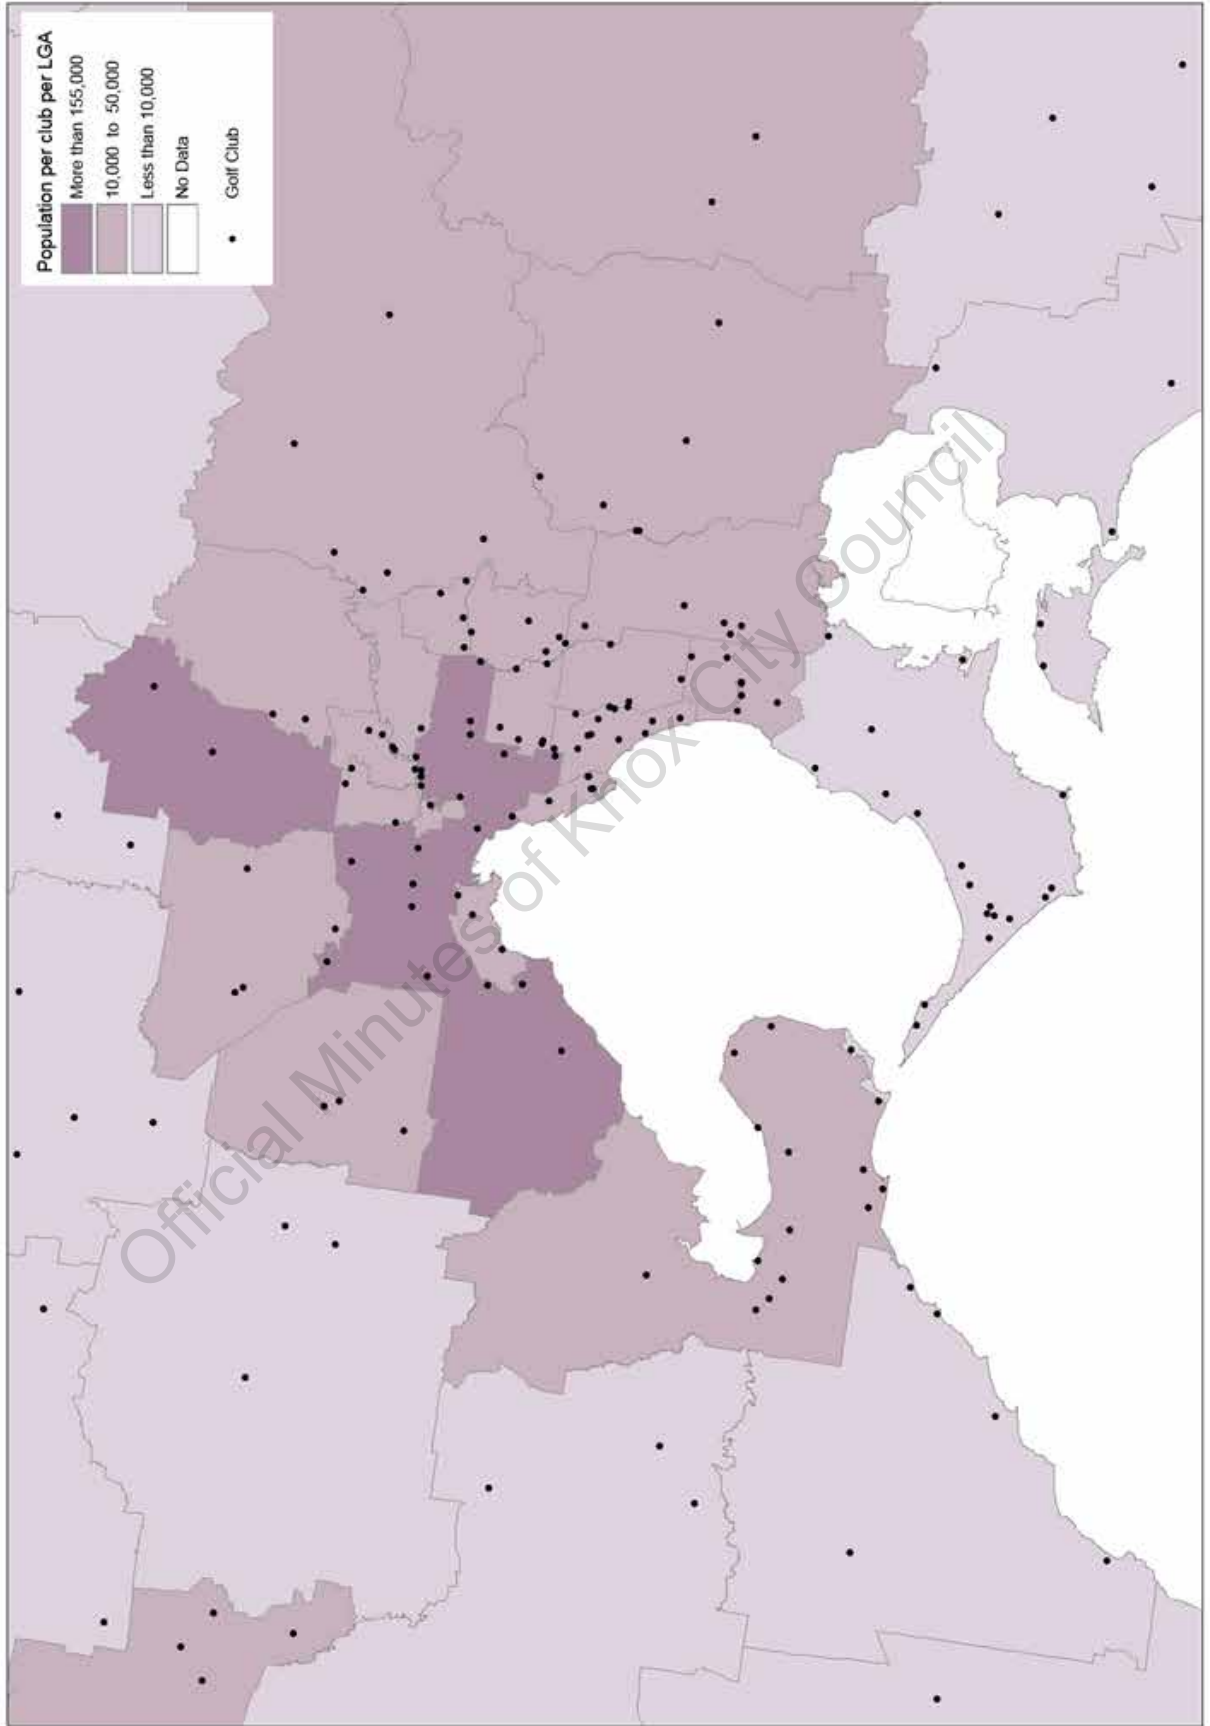 Population per club per LGA
More than 155,000
10,000 to 50,000
Less than 10,000
No Data
Golf Club
Official Minutes of Knox City Council